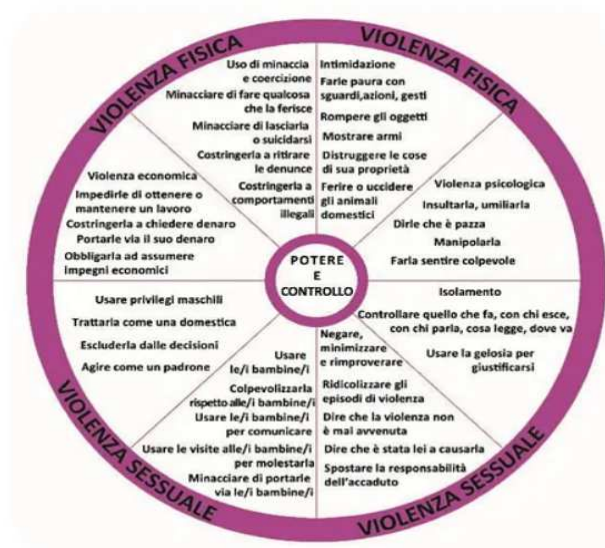 VIOLENZA FISICA
VIOLENZA FISICA
Uso di minaccia
e coercizione
Minacciare di fare qualcosa
che la ferisce
Minacciare di lasciarla
o suicidarsi
Costringerla a ritirare
le denunce
Costringerla a
comportamenti
illegali
Intimidazione
Farle paura con
sguardi,azioni, gesti
Rompere gli oggetti
Mostrare armi
Distruggere le cose
di sua proprietà
Ferire o uccidere
gli animali
domestici
Violenza psicologica
Insultarla, umiliarla
Dirle che è pazza
Manipolarla
Farla sentire colpevole
Isolamento
Controllare quello che fa, con chi esce,
con chi parla, cosa legge, dove va
Usare la gelosia per
giustificarsi
Negare,
minimizzare
e rimproverare
Ridicolizzare gli
episodi di violenza
Dire che la violenza non
è mai avvenuta
Dire che è stata lei a causarla
Spostare la responsabilità
dell'accaduto
Usare
le/i bambine/i
Colpevolizzarla
rispetto alle/i bambine/i
Usare le/i bambine/i
per comunicare
Usare le visite alle/i bambine/i
per molestarla
Minacciare di portarle
via le/i bambine/i
Usare privilegi maschili
Trattarla come una domestica
Escluderla dalle decisioni
Agire come un padrone
Violenza economica
Impedirle di ottenere o
mantenere un lavoro
Costringerla a chiedere denaro
Portarle via il suo denaro
Obbligarla ad assumere
impegni economici
POTERE
E
CONTROLLO
VIOLENZA SESSUALE
VIOLENZA SESSUALE